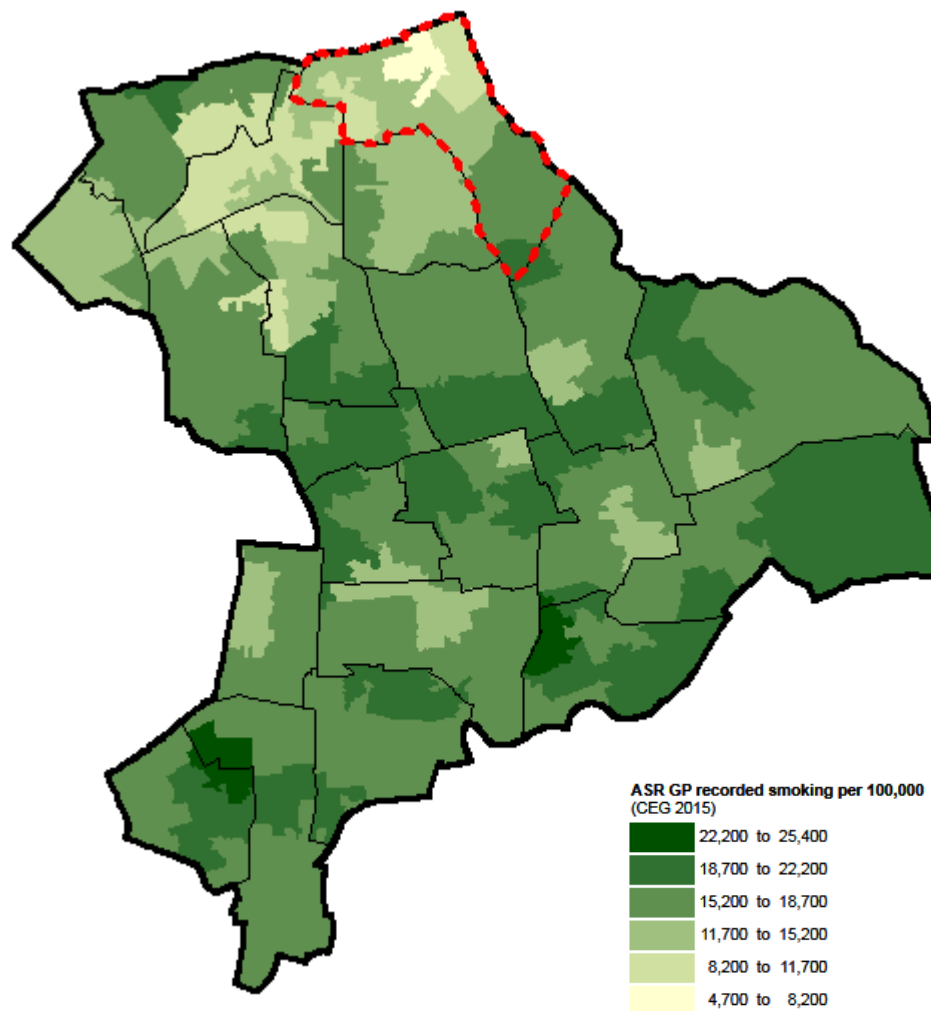 ASR GP recorded smoking per 100,000
(CEG 2015)
22,200 to 25,400
18,700 to 22,200
15,200 to 18,700
11,700 to 15,200
8,200 to 11,700
4,700 to 8,200